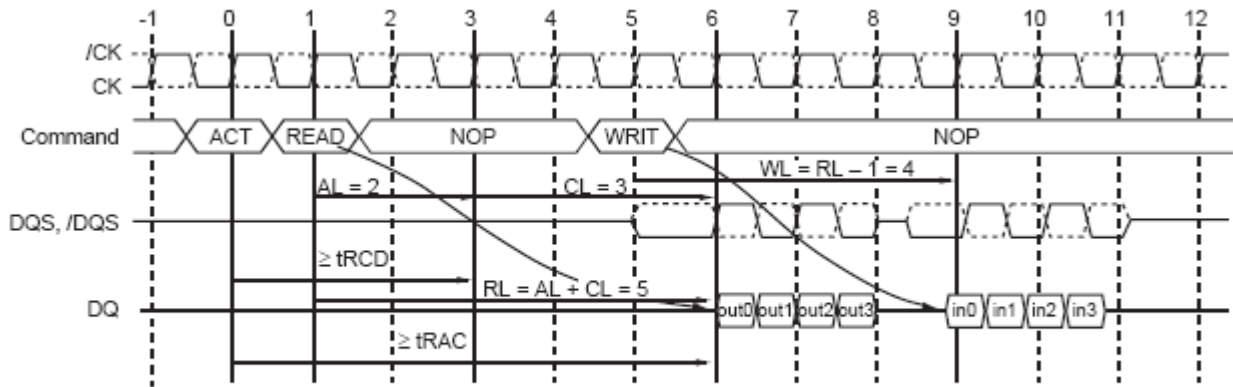 -1 0 1 2 3 4 5 6 7 8 9 10 11 12
/CK
CK
Command ACT READ NOP WRIT NOP
WL = RL – 1 = 4
AL = 2 CL = 3
DQS, /DQS
≥ tRCD
RL = AL + CL = 5
DQ out0 out1 out2 out3 in0 in1 in2 in3
≥ tRAC